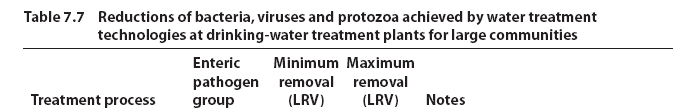 Table 7.7 Reductions of bacteria, viruses and protozoa achieved by water treatment
technologies at drinking-water treatment plants for large communities
Enteric Minimum Maximum
pathogen removal removal
Treatment process group (LRV) (LRV) Notes